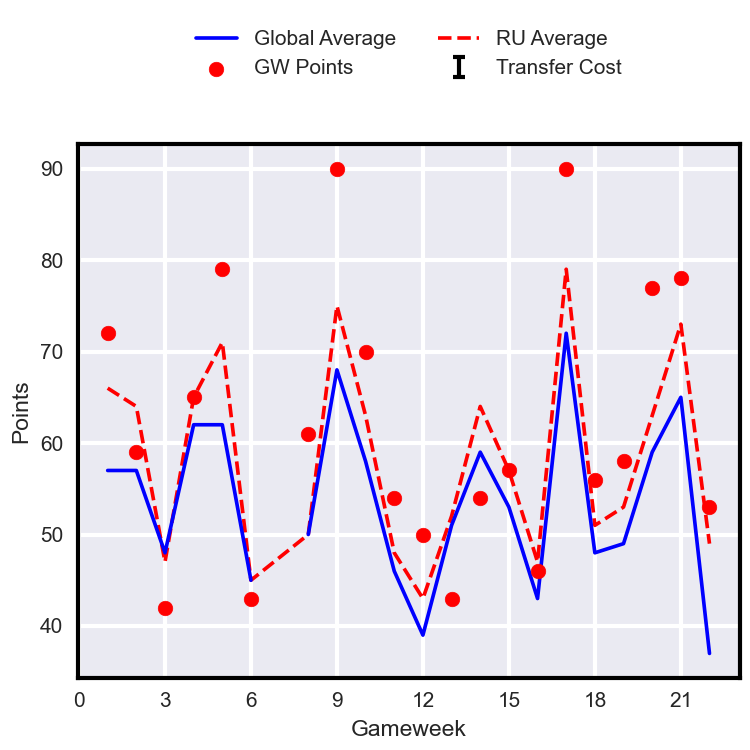 Global Average
RU Average
GW Points
Transfer Cost
90
80
70
60
50
40
Points
0 3 6 9 12 15 18 21
Gameweek